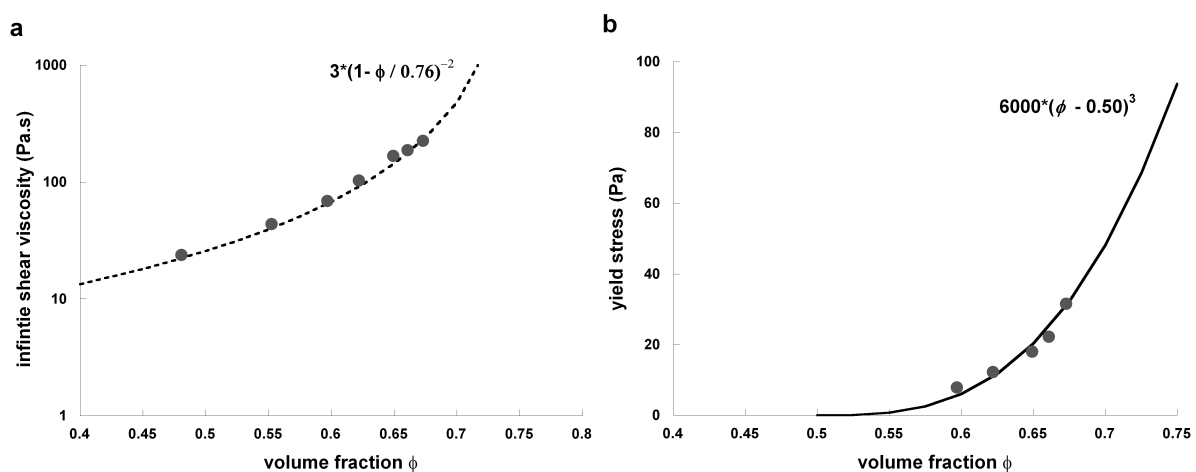 a
1000
100
10
1
infintie shear viscosity (Pa.s)
3*(1- ϕ / 0.76)⁻²
0.4 0.45 0.5 0.55 0.6 0.65 0.7 0.75 0.8
volume fraction ϕ
b
100
80
60
40
20
0
yield stress (Pa)
6000*(ϕ - 0.50)³
0.4 0.45 0.5 0.55 0.6 0.65 0.7 0.75
volume fraction ϕ